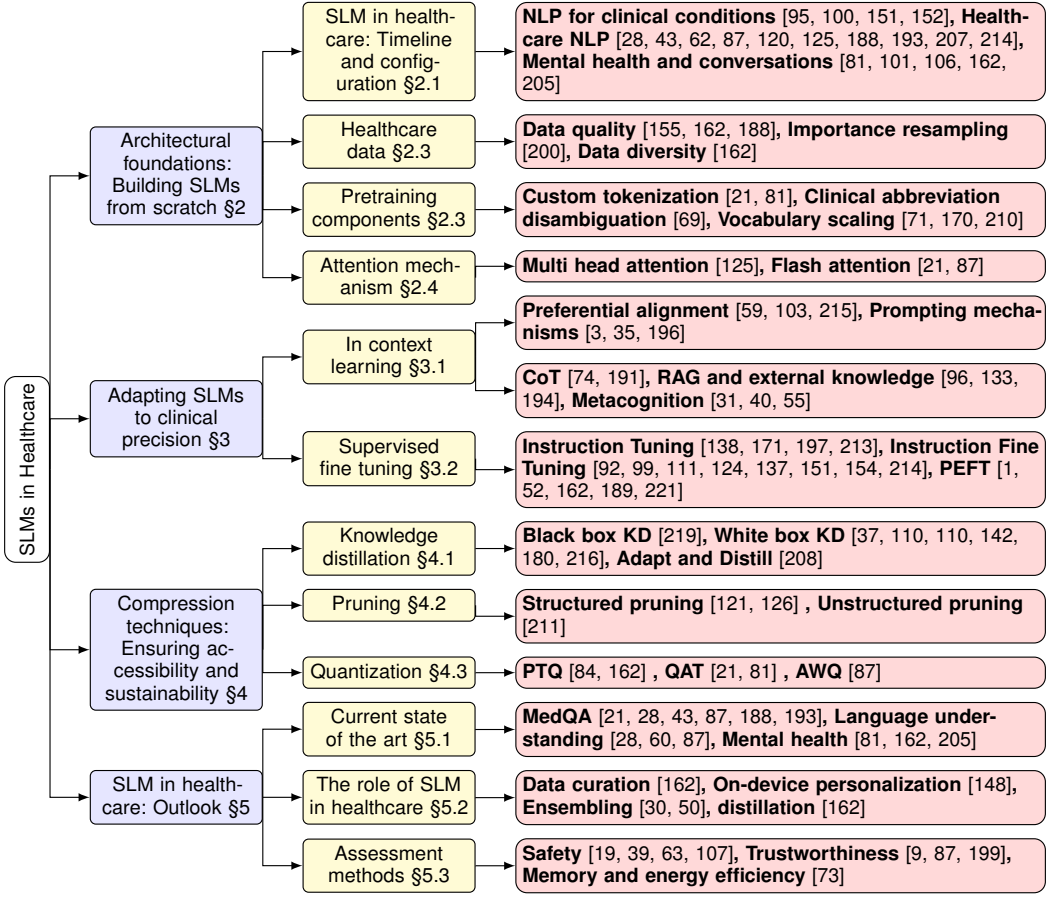 SLMs in Healthcare
Architectural
foundations:
Building SLMs
from scratch §2
SLM in health-
care: Timeline
and config-
uration §2.1
NLP for clinical conditions [95, 100, 151, 152], Health-
care NLP [28, 43, 62, 87, 120, 125, 188, 193, 207, 214],
Mental health and conversations [81, 101, 106, 162,
205]
Healthcare
data §2.3
Data quality [155, 162, 188], Importance resampling
[200], Data diversity [162]
Pretraining
components §2.3
Custom tokenization [21, 81], Clinical abbreviation
disambiguation [69], Vocabulary scaling [71, 170, 210]
Attention mech-
anism §2.4
Multi head attention [125], Flash attention [21, 87]
Adapting SLMs
to clinical
precision §3
In context
learning §3.1
Preferential alignment [59, 103, 215], Prompting mecha-
nisms [3, 35, 196]
CoT [74, 191], RAG and external knowledge [96, 133,
194], Metacognition [31, 40, 55]
Supervised
fine tuning §3.2
Instruction Tuning [138, 171, 197, 213], Instruction Fine
Tuning [92, 99, 111, 124, 137, 151, 154, 214], PEFT [1,
52, 162, 189, 221]
Compression
techniques:
Ensuring ac-
cessibility and
sustainability §4
Knowledge
distillation §4.1
Black box KD [219], White box KD [37, 110, 110, 142,
180, 216], Adapt and Distill [208]
Pruning §4.2
Structured pruning [121, 126] , Unstructured pruning
[211]
Quantization §4.3
PTQ [84, 162] , QAT [21, 81] , AWQ [87]
SLM in health-
care: Outlook §5
Current state
of the art §5.1
MedQA [21, 28, 43, 87, 188, 193], Language under-
standing [28, 60, 87], Mental health [81, 162, 205]
The role of SLM
in healthcare §5.2
Data curation [162], On-device personalization [148],
Ensembling [30, 50], distillation [162]
Assessment
methods §5.3
Safety [19, 39, 63, 107], Trustworthiness [9, 87, 199],
Memory and energy efficiency [73]